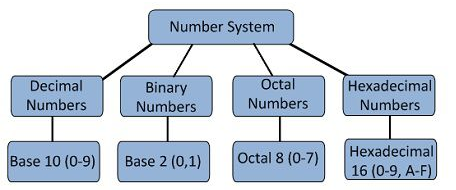 Number System
Decimal
Numbers
Binary
Numbers
Octal
Numbers
Hexadecimal
Numbers
Base 10 (0-9)
Base 2 (0,1)
Octal 8 (0-7)
Hexadecimal
16 (0-9, A-F)